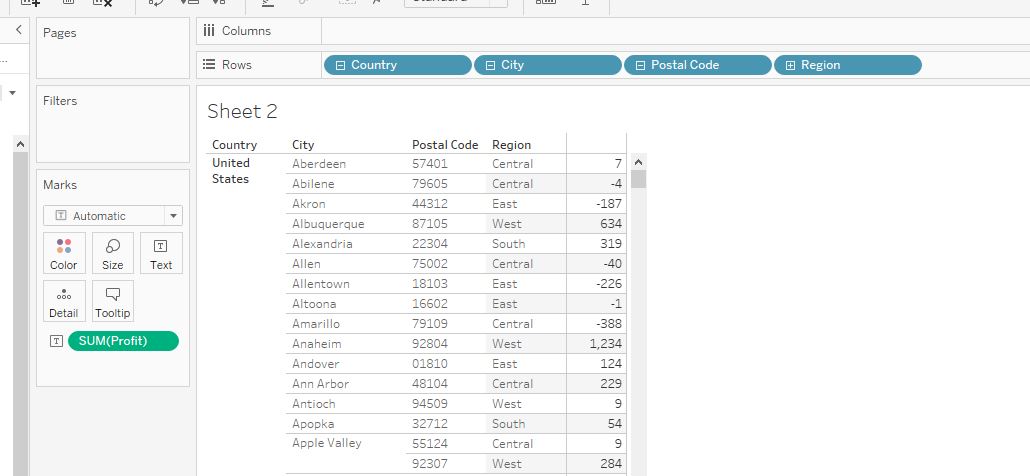 Pages
Columns
Rows
Country
City
Postal Code
Region
Filters
Marks
Automatic
Color
Size
Text
Detail
Tooltip
SUM(Profit)
Sheet 2
Country City Postal Code Region
United States Aberdeen 57401 Central 7
Abilene 79605 Central -4
Akron 44312 East -187
Albuquerque 87105 West 634
Alexandria 22304 South 319
Allen 75002 Central -40
Allentown 18103 East -226
Altoona 16602 East -1
Amarillo 79109 Central -388
Anaheim 92804 West 1,234
Andover 01810 East 124
Ann Arbor 48104 Central 229
Antioch 94509 West 9
Apopka 32712 South 54
Apple Valley 55124 Central 9
92307 West 284